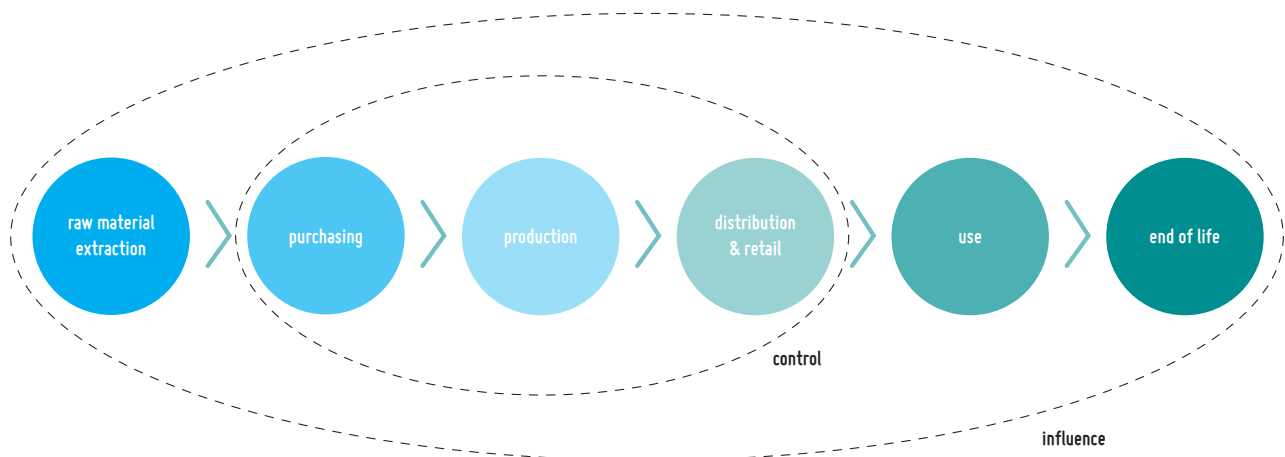 raw material
extraction
purchasing
production
distribution
& retail
use
end of life
control
influence